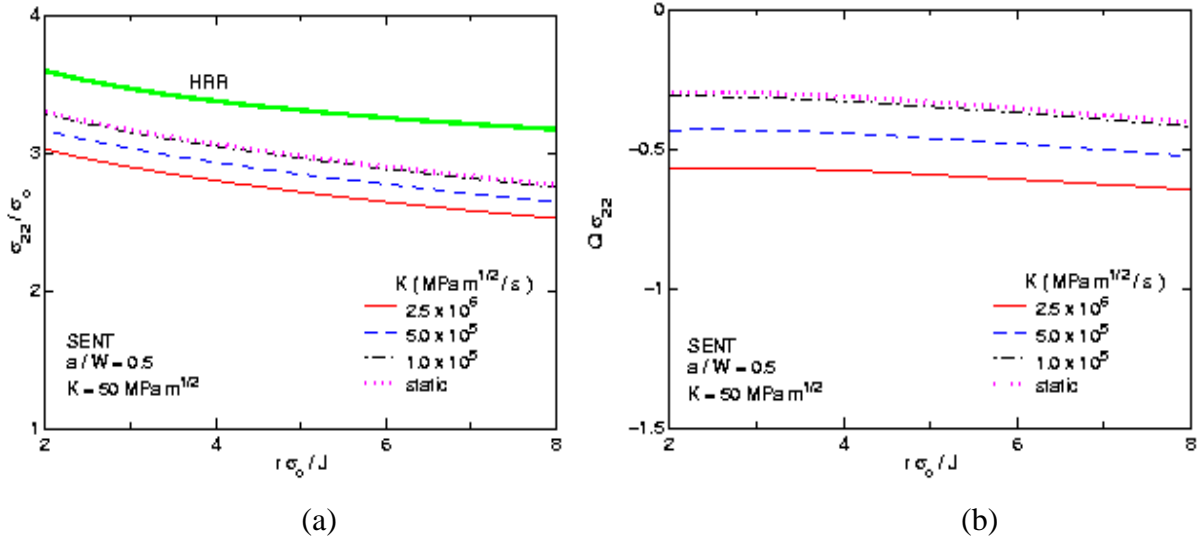 4
3
2
1
σ22/σo
HRR
K (MPa m1/2/s)
2.5 x 10^6
5.0 x 10^5
1.0 x 10^5
static
SENT
a/W = 0.5
K = 50 MPa m1/2
2 4 6 8
r σo/J
(a)
0
-0.5
-1
-1.5
Q σ22
K (MPa m1/2/s)
2.5 x 10^6
5.0 x 10^5
1.0 x 10^5
static
SENT
a/W = 0.5
K = 50 MPa m1/2
2 4 6 8
r σo/J
(b)